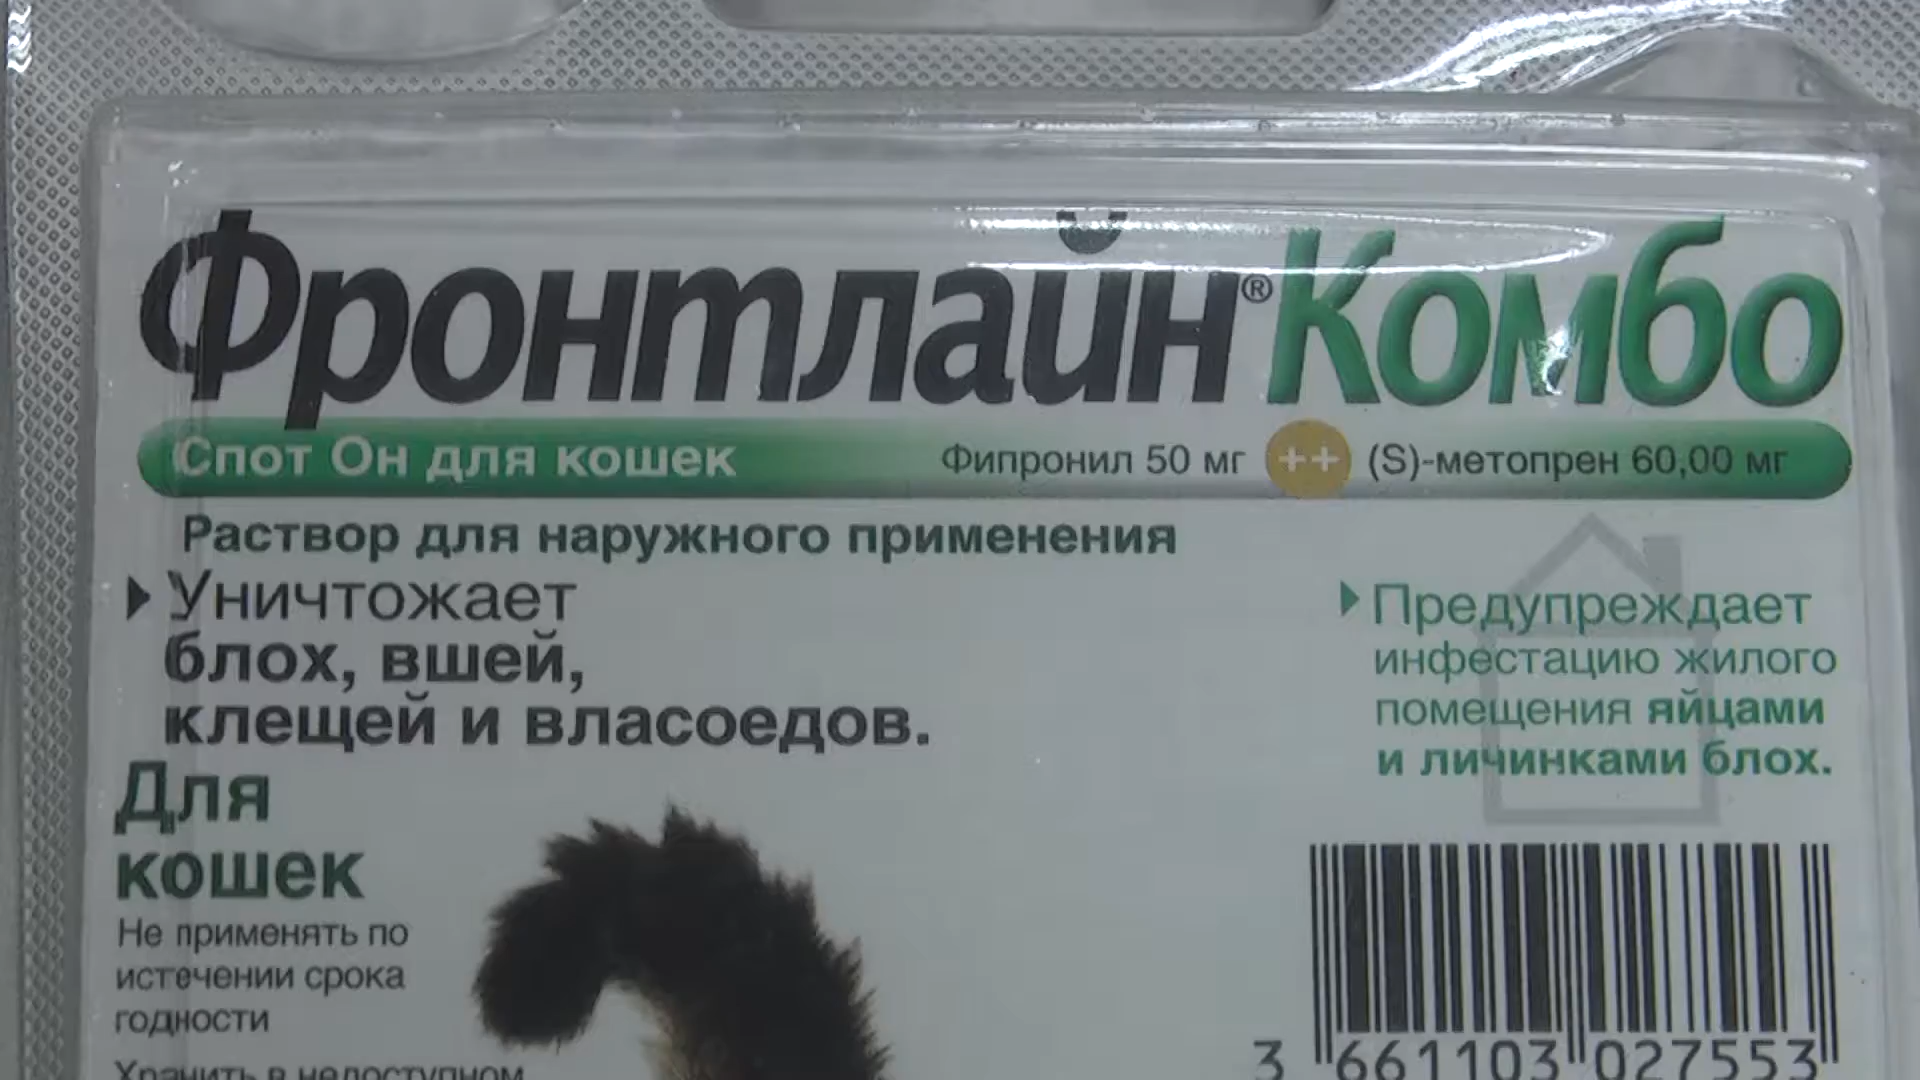 Фронтлайн® Комбо
Спот Он для кошек Фипронил 50 мг ++ (S)-метопрен 60,00 мг
Раствор для наружного применения
Уничтожает
блох, вшей,
клещей и власоедов.
Предупреждает
инфестацию жилого
помещения яйцами
и личинками блох.
Для
кошек
Не применять по
истечении срока
годности
Хранить в недоступном
3 661103 027553